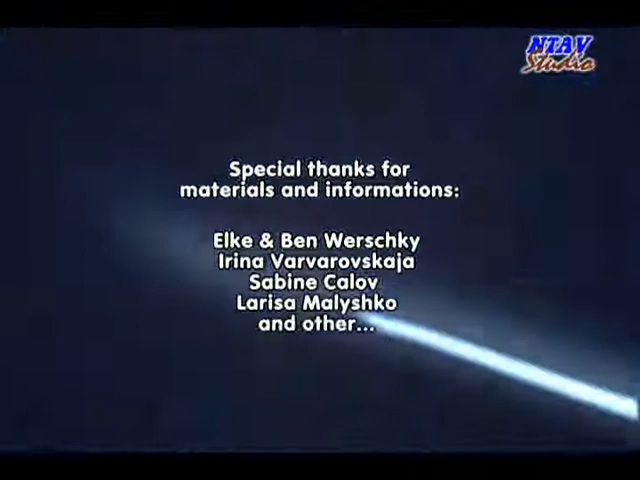 NTAV
Studio
Special thanks for
materials and informations:
Elke & Ben Werschky
Irina Varvarovskaja
Sabine Calov
Larisa Malyshko
and other...